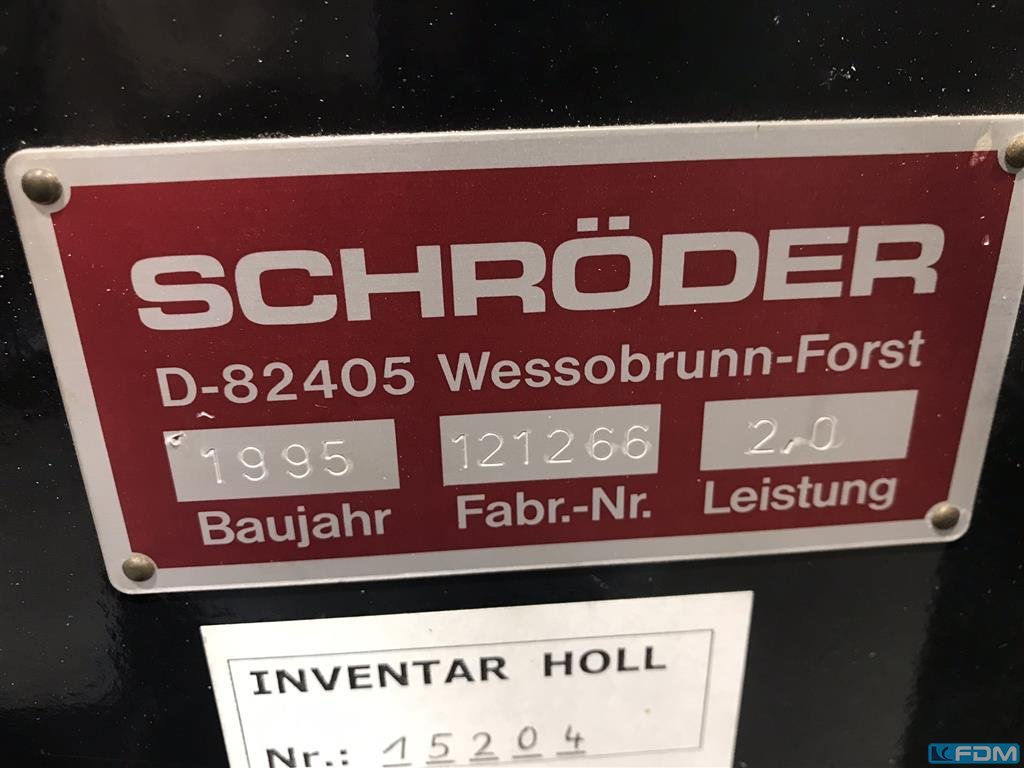 SCHRÖDER
D-82405 Wessobrunn-Forst
1995 121266 2,0
Baujahr Fabr.-Nr. Leistung
INVENTAR HOLL
Nr.: 15204
FDM